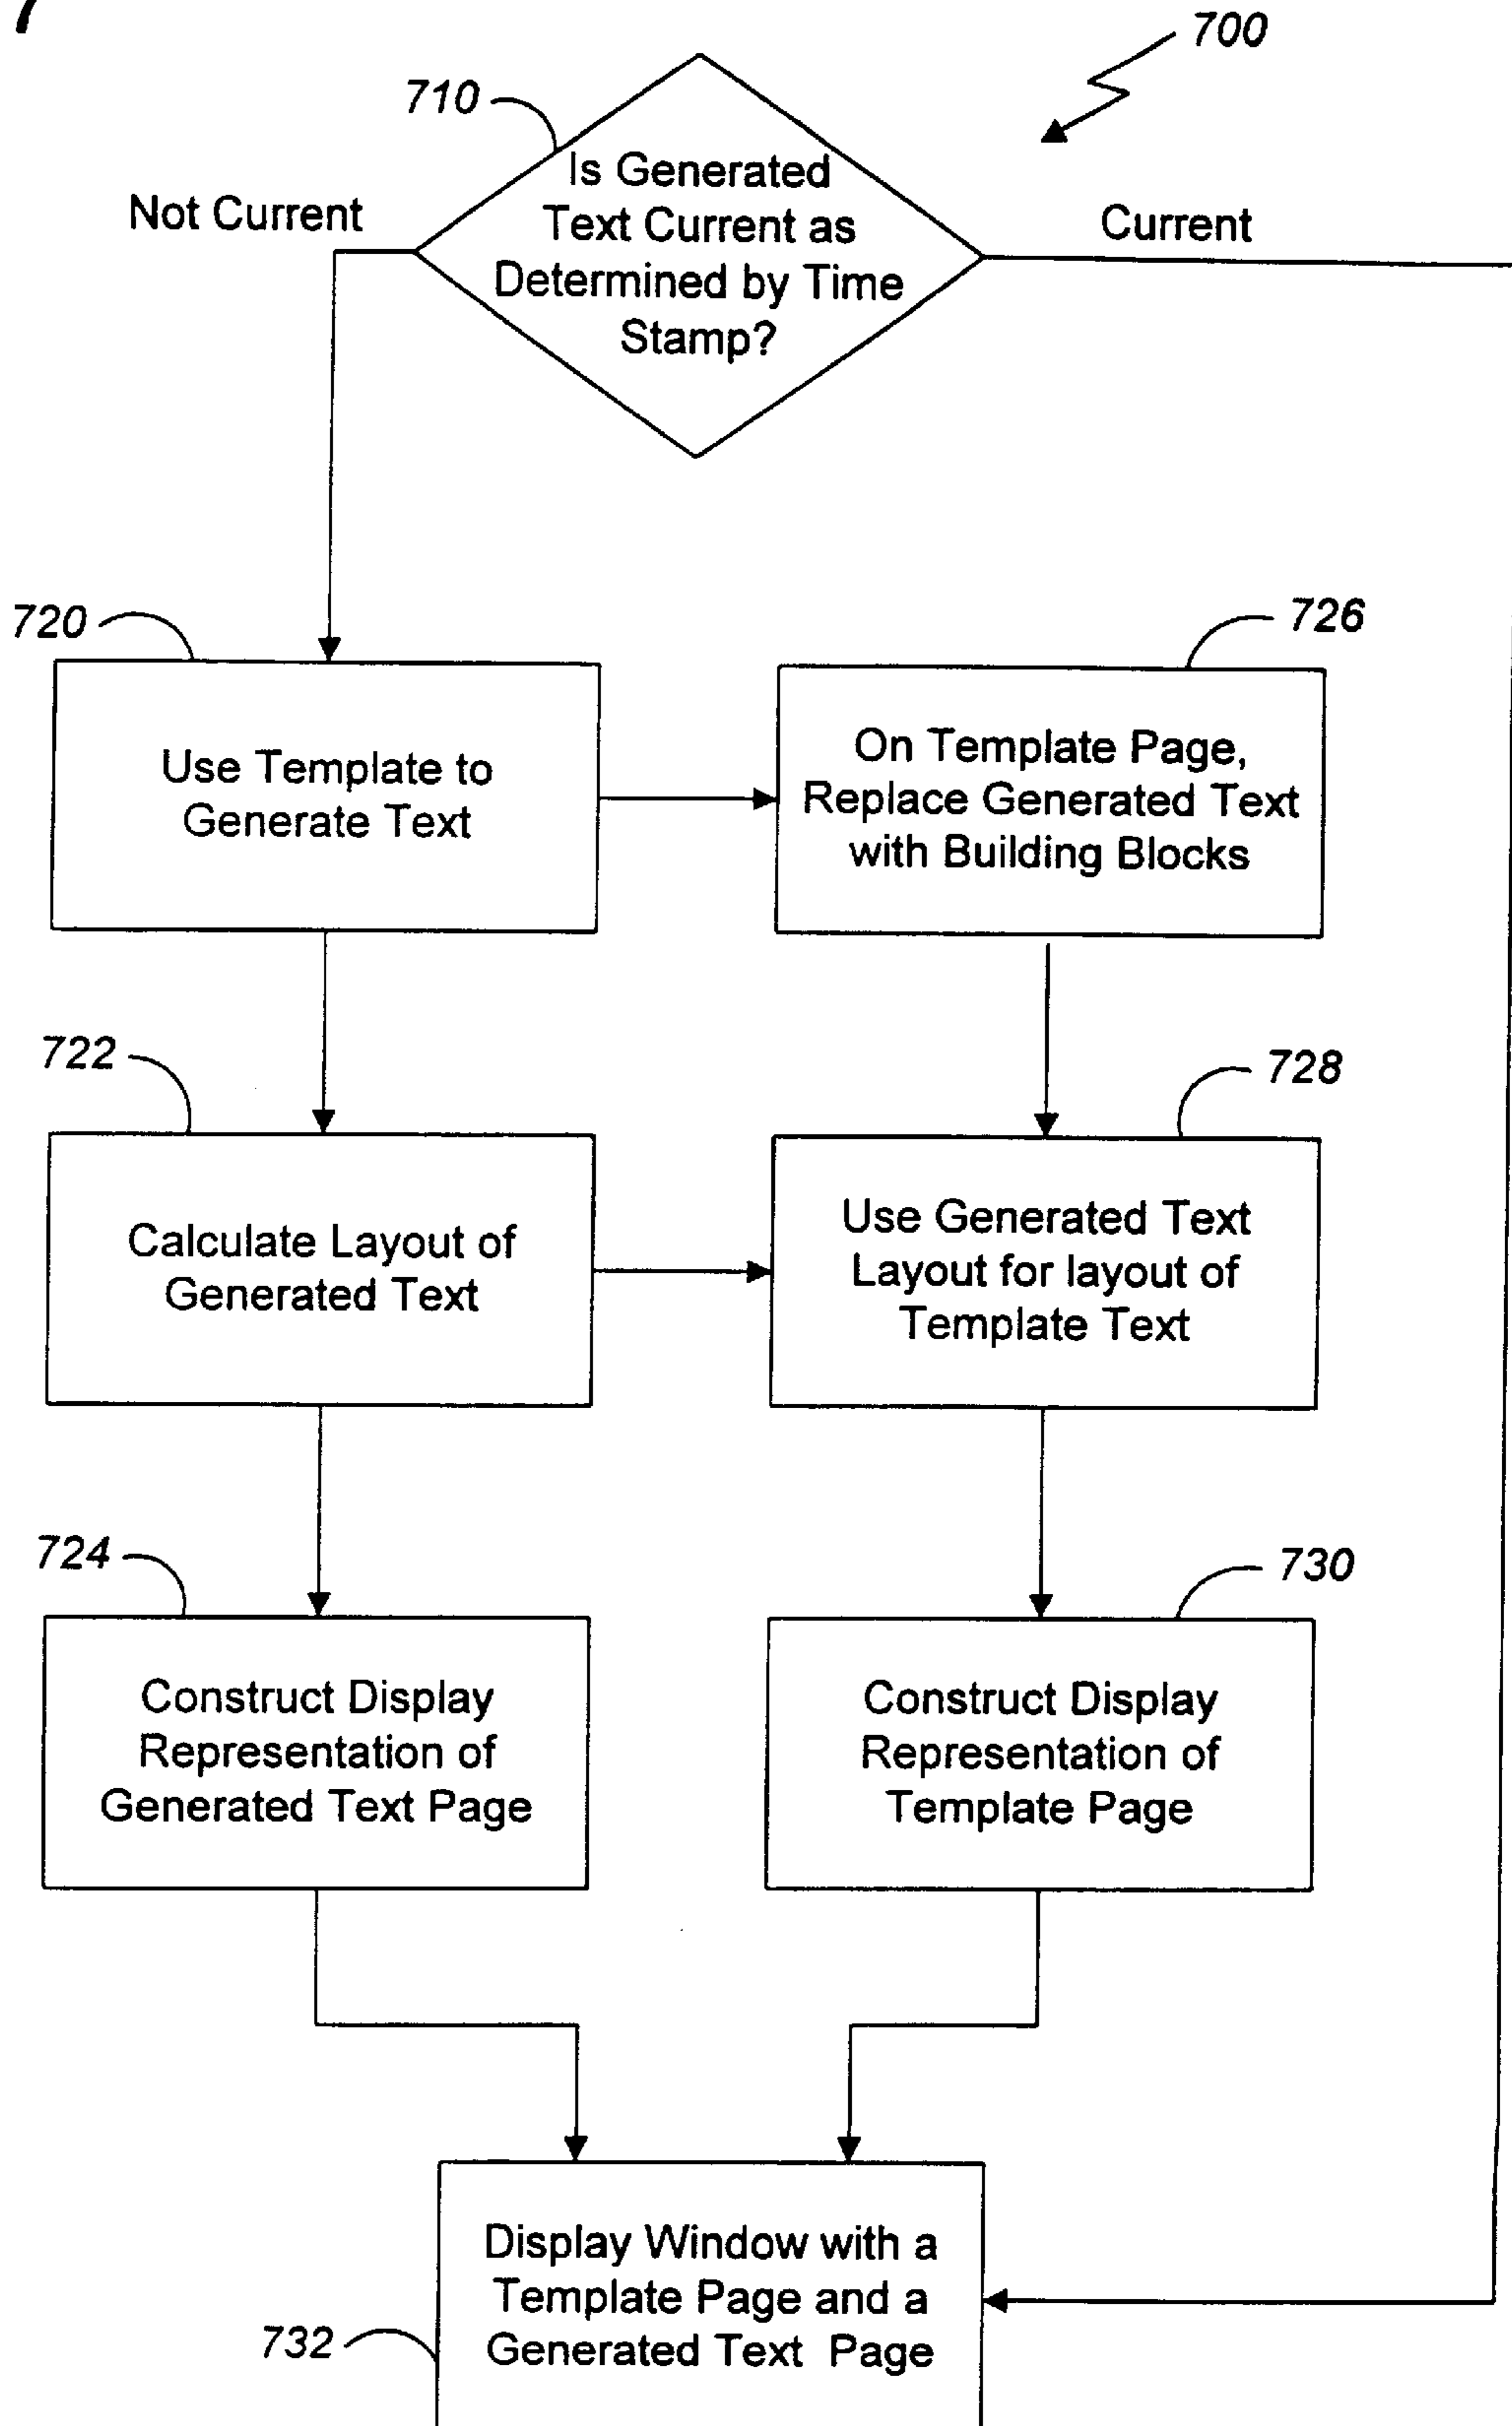 7
700
710
Is Generated
Text Current as
Determined by Time
Stamp?
Not Current
Current
720
Use Template to
Generate Text
726
On Template Page,
Replace Generated Text
with Building Blocks
722
Calculate Layout of
Generated Text
728
Use Generated Text
Layout for layout of
Template Text
724
Construct Display
Representation of
Generated Text Page
730
Construct Display
Representation of
Template Page
732
Display Window with a
Template Page and a
Generated Text Page